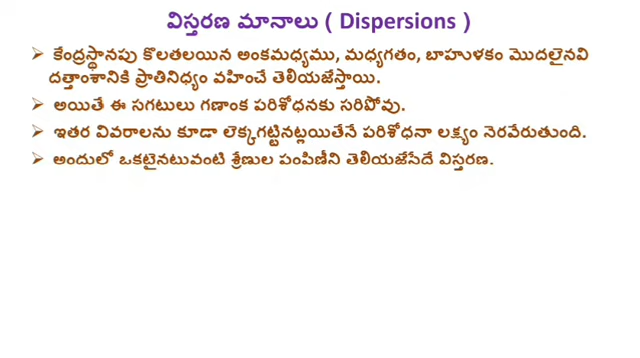 విస్తరణ మానాలు ( Dispersions )
➢ కేంద్రస్థానపు కొలతలయిన అంకమధ్యము, మధ్యగతం, బాహుళకం మొదలైనవి
దత్తాంశానికి ప్రాతినిధ్యం వహించే తెలియజేస్తాయి.
➢ అయితే ఈ సగటులు గణాంక పరిశోధనకు సరిపోవు.
➢ ఇతర వివరాలను కూడా లెక్కగట్టినట్లయితేనే పరిశోధనా లక్ష్యం నెరవేరుతుంది.
➢ అందులో ఒకటైనటువంటి శ్రేణుల పంపిణీని తెలియజేసేదే విస్తరణ.